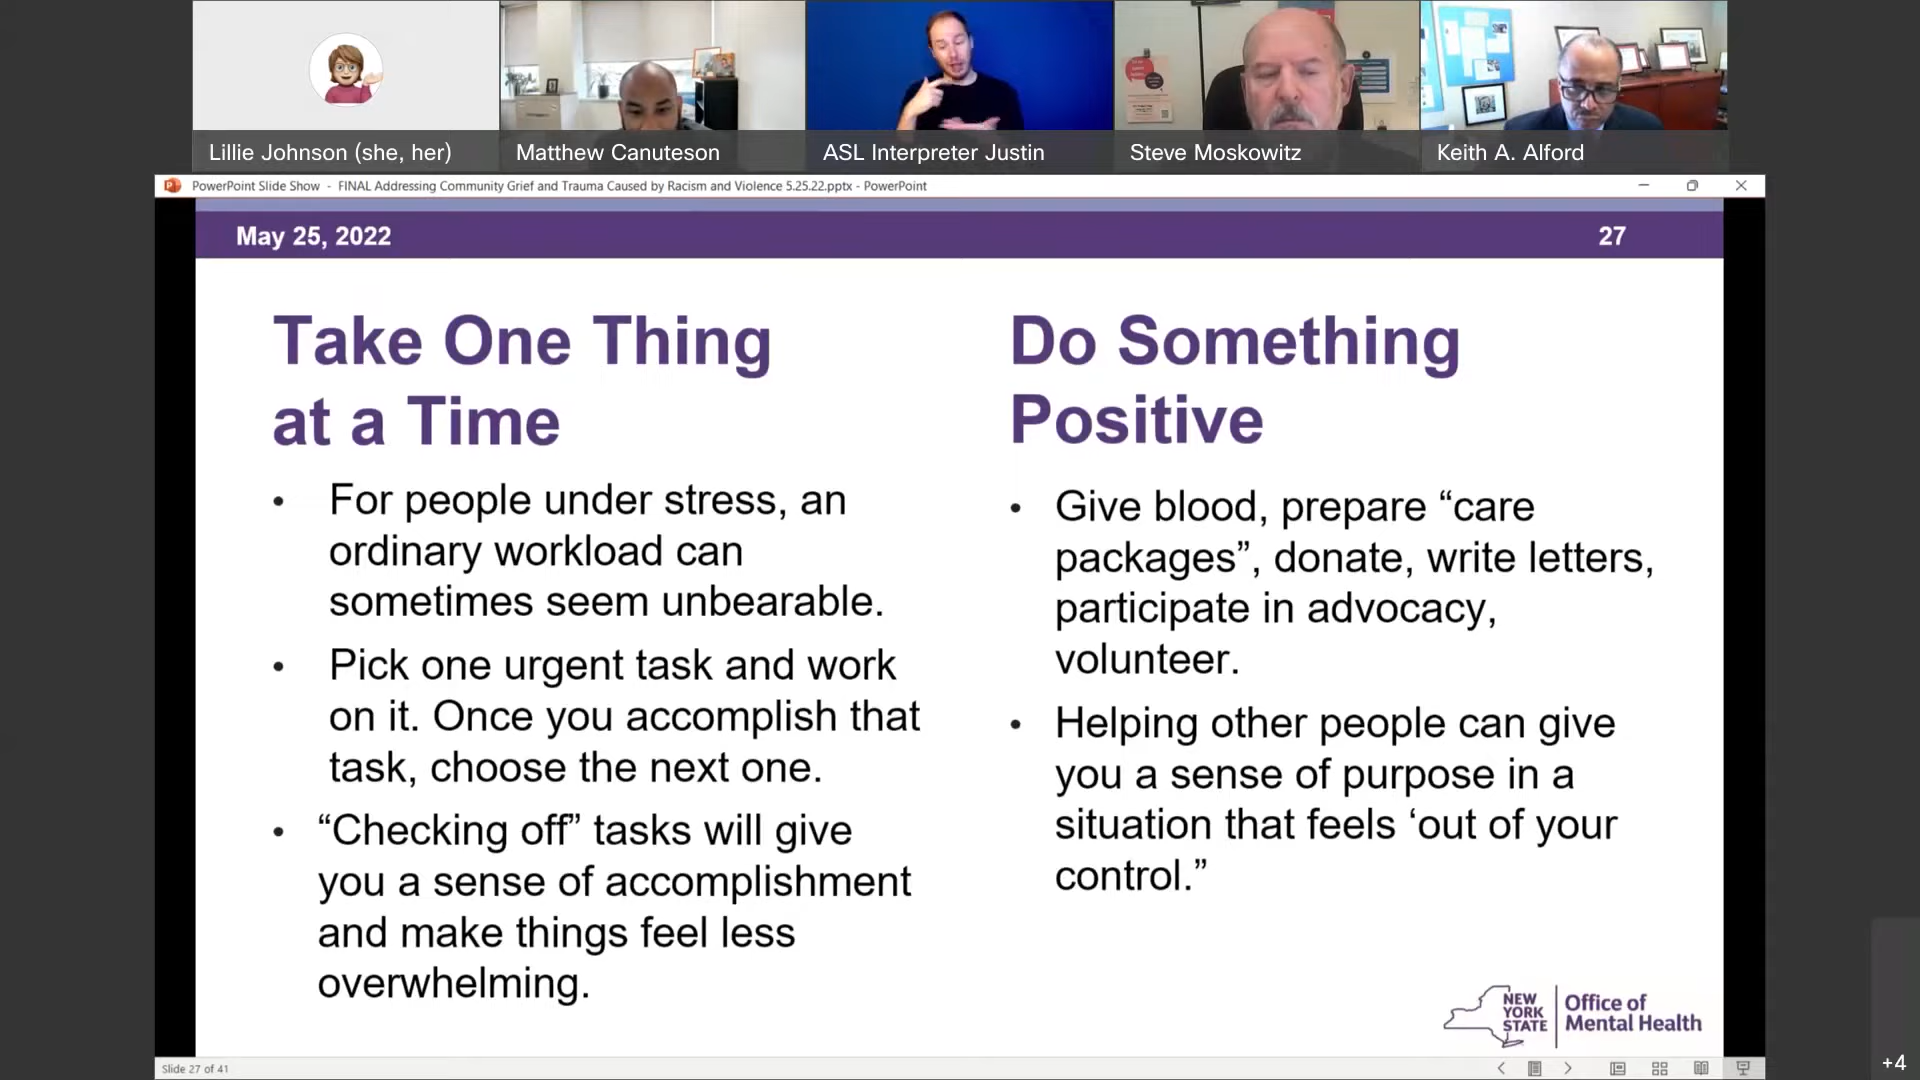 Lillie Johnson (she, her)
Matthew Canuteson
ASL Interpreter Justin
Steve Moskowitz
Keith A. Alford
PowerPoint Slide Show - FINAL Addressing Community Grief and Trauma Caused by Racism and Violence 5.25.22.pptx - PowerPoint
May 25, 2022
27
Take One Thing
at a Time
• For people under stress, an
ordinary workload can
sometimes seem unbearable.
• Pick one urgent task and work
on it. Once you accomplish that
task, choose the next one.
• “Checking off” tasks will give
you a sense of accomplishment
and make things feel less
overwhelming.
Do Something
Positive
• Give blood, prepare “care
packages”, donate, write letters,
participate in advocacy,
volunteer.
• Helping other people can give
you a sense of purpose in a
situation that feels ‘out of your
control.”
NEW
YORK
STATE
Office of
Mental Health
Slide 27 of 41
+4